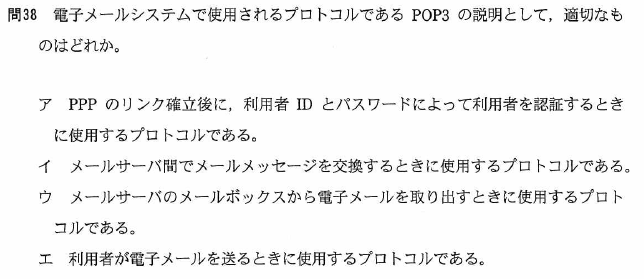 問38 電子メールシステムで使用されるプロトコルである POP3 の説明として，適切なも
のはどれか。
ア PPP のリンク確立後に，利用者 ID とパスワードによって利用者を認証するとき
に使用するプロトコルである。
イ メールサーバ間でメールメッセージを交換するときに使用するプロトコルである。
ウ メールサーバのメールボックスから電子メールを取り出すときに使用するプロト
コルである。
エ 利用者が電子メールを送るときに使用するプロトコルである。